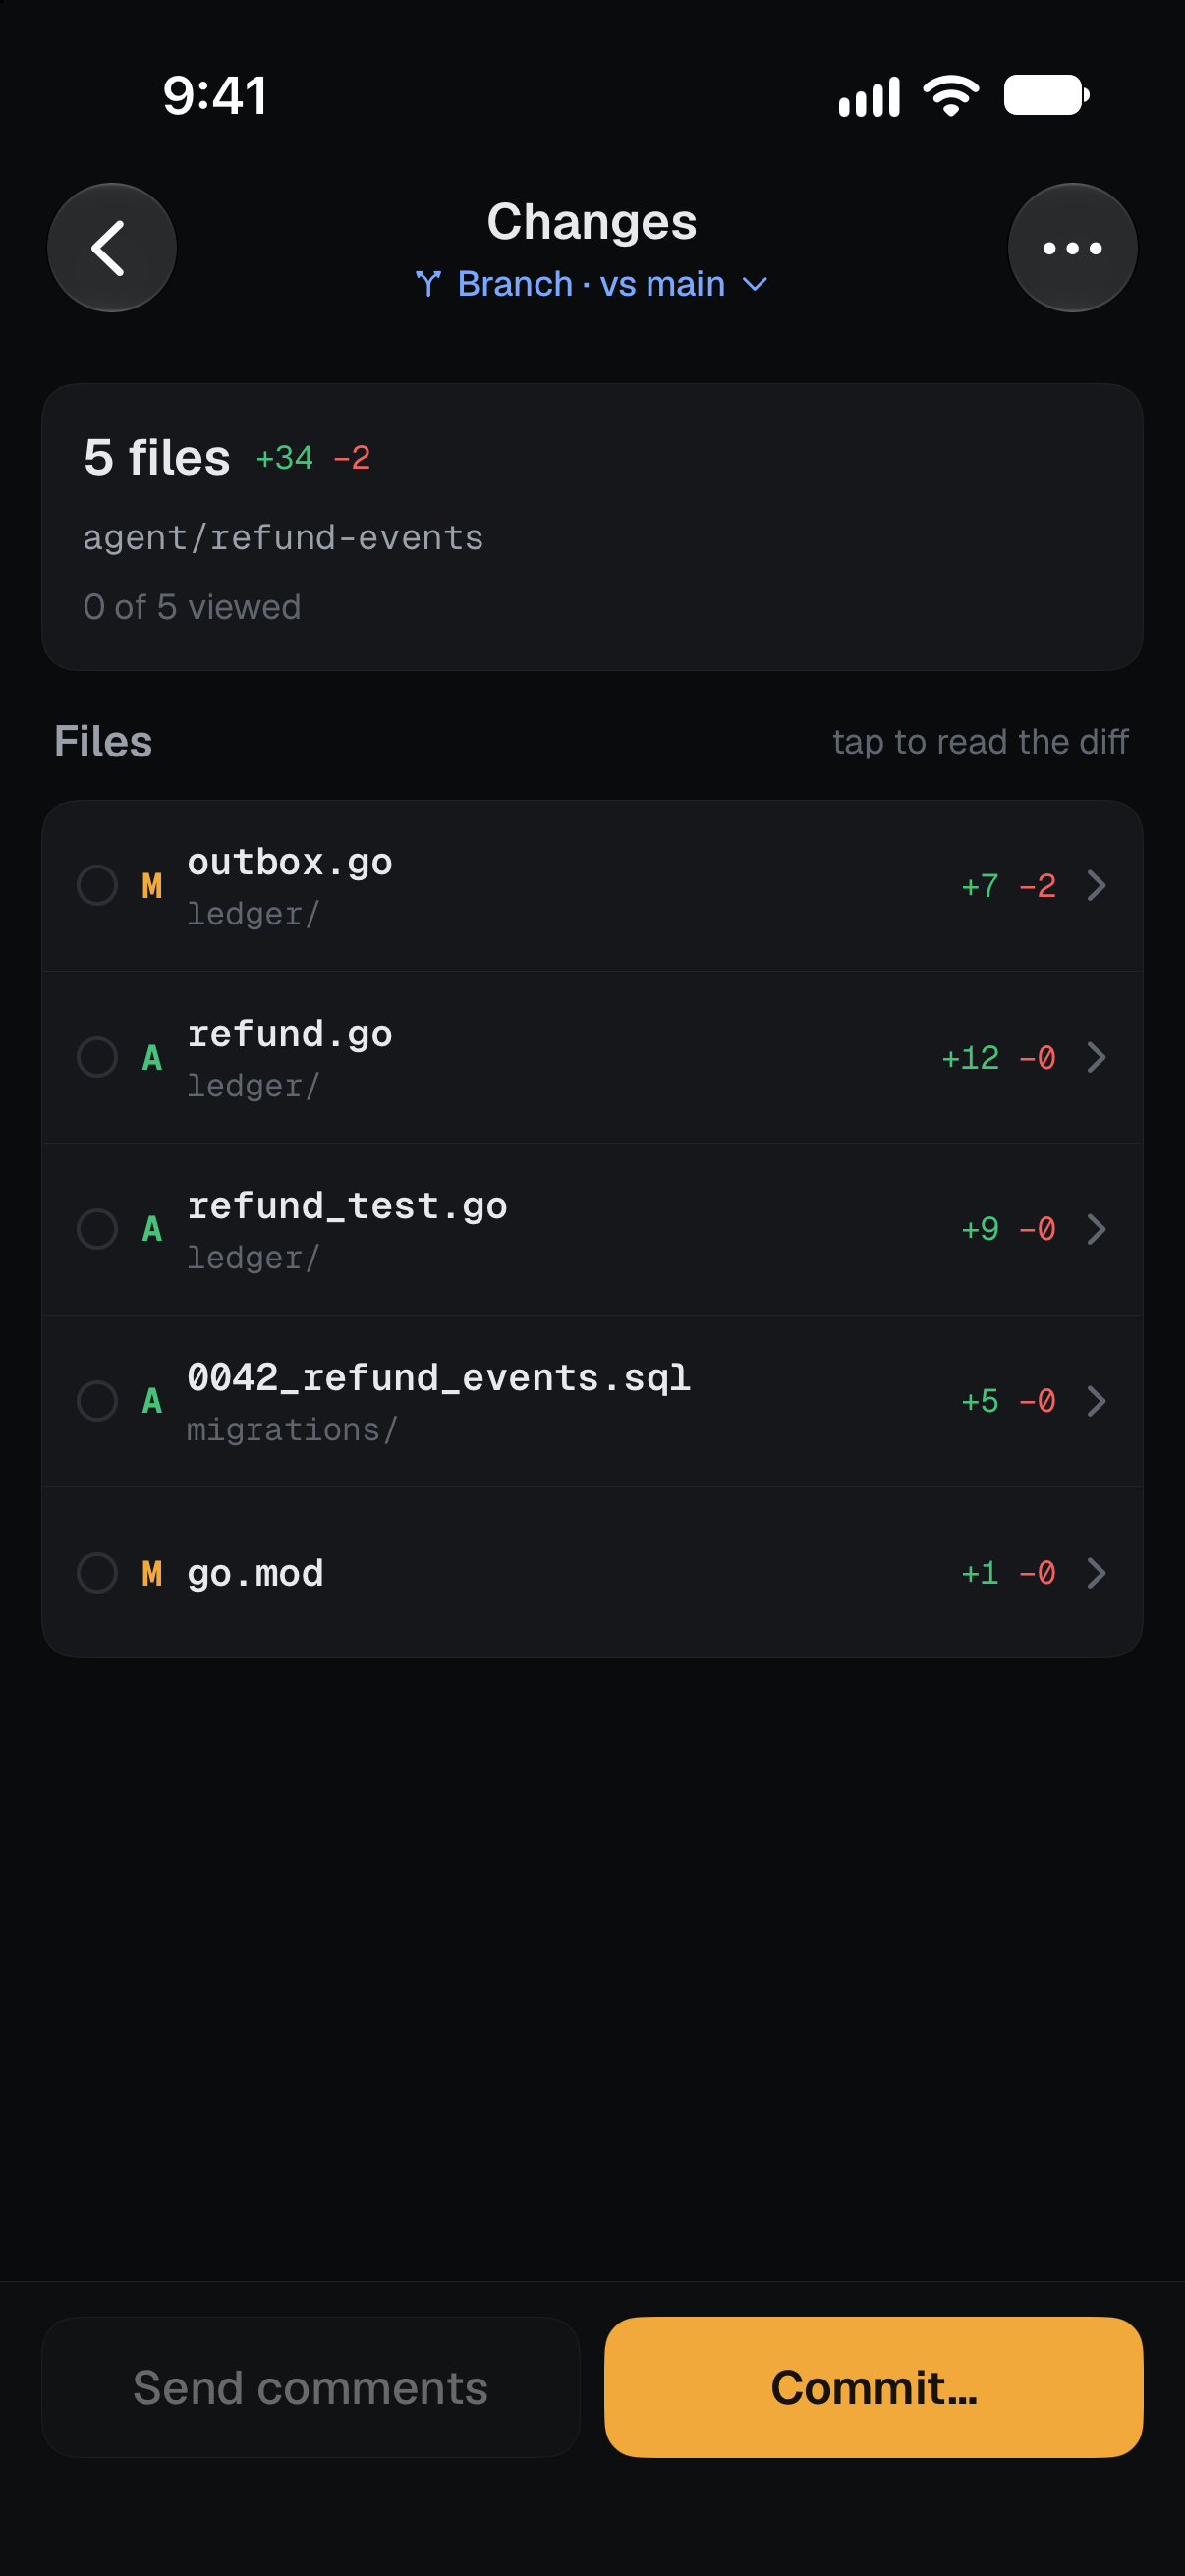 9:41
Changes
Branch · vs main
5 files +34 −2
agent/refund-events
0 of 5 viewed
Files
tap to read the diff
M outbox.go +7 −2
ledger/
A refund.go +12 −0
ledger/
A refund_test.go +9 −0
ledger/
A 0042_refund_events.sql +5 −0
migrations/
M go.mod +1 −0
Send comments
Commit…